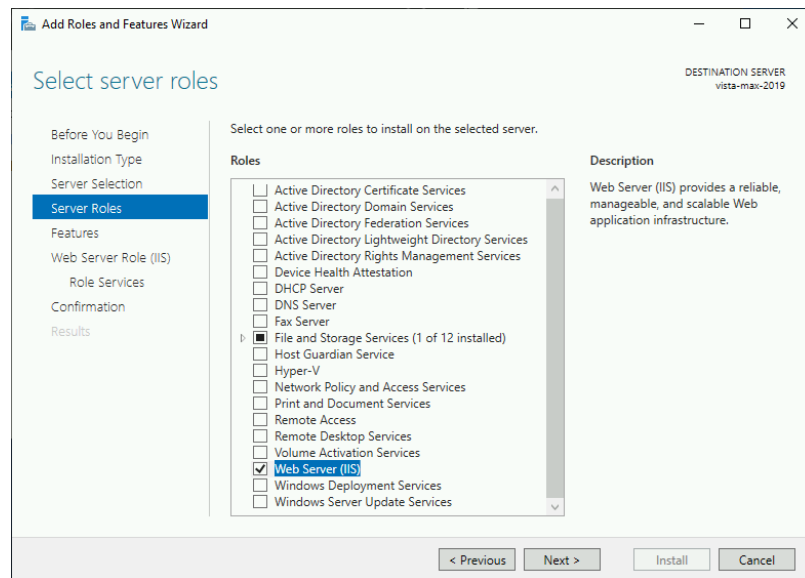 Add Roles and Features Wizard
Select server roles
DESTINATION SERVER
vista-max-2019
Before You Begin
Installation Type
Server Selection
Server Roles
Features
Web Server Role (IIS)
Role Services
Confirmation
Results
Select one or more roles to install on the selected server.
Roles
Active Directory Certificate Services
Active Directory Domain Services
Active Directory Federation Services
Active Directory Lightweight Directory Services
Active Directory Rights Management Services
Device Health Attestation
DHCP Server
DNS Server
Fax Server
File and Storage Services (1 of 12 installed)
Host Guardian Service
Hyper-V
Network Policy and Access Services
Print and Document Services
Remote Access
Remote Desktop Services
Volume Activation Services
Web Server (IIS)
Windows Deployment Services
Windows Server Update Services
Description
Web Server (IIS) provides a reliable,
manageable, and scalable Web
application infrastructure.
< Previous
Next >
Install
Cancel